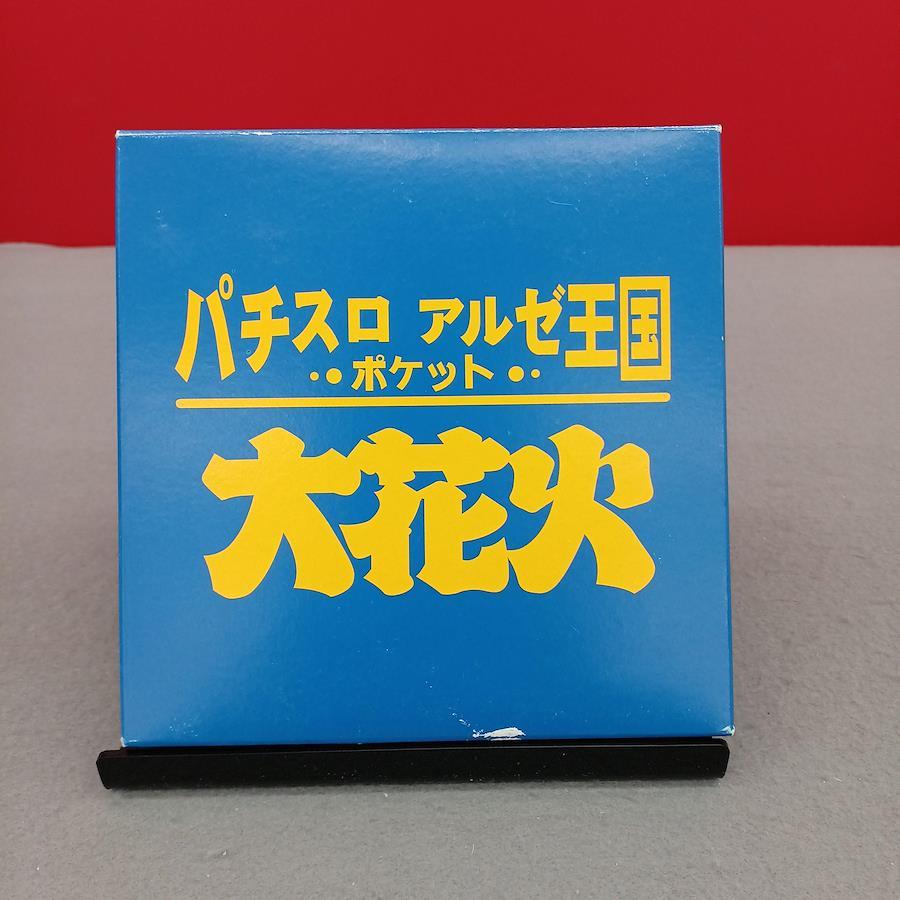 パチスロ アルゼ王国
ポケット
大花火